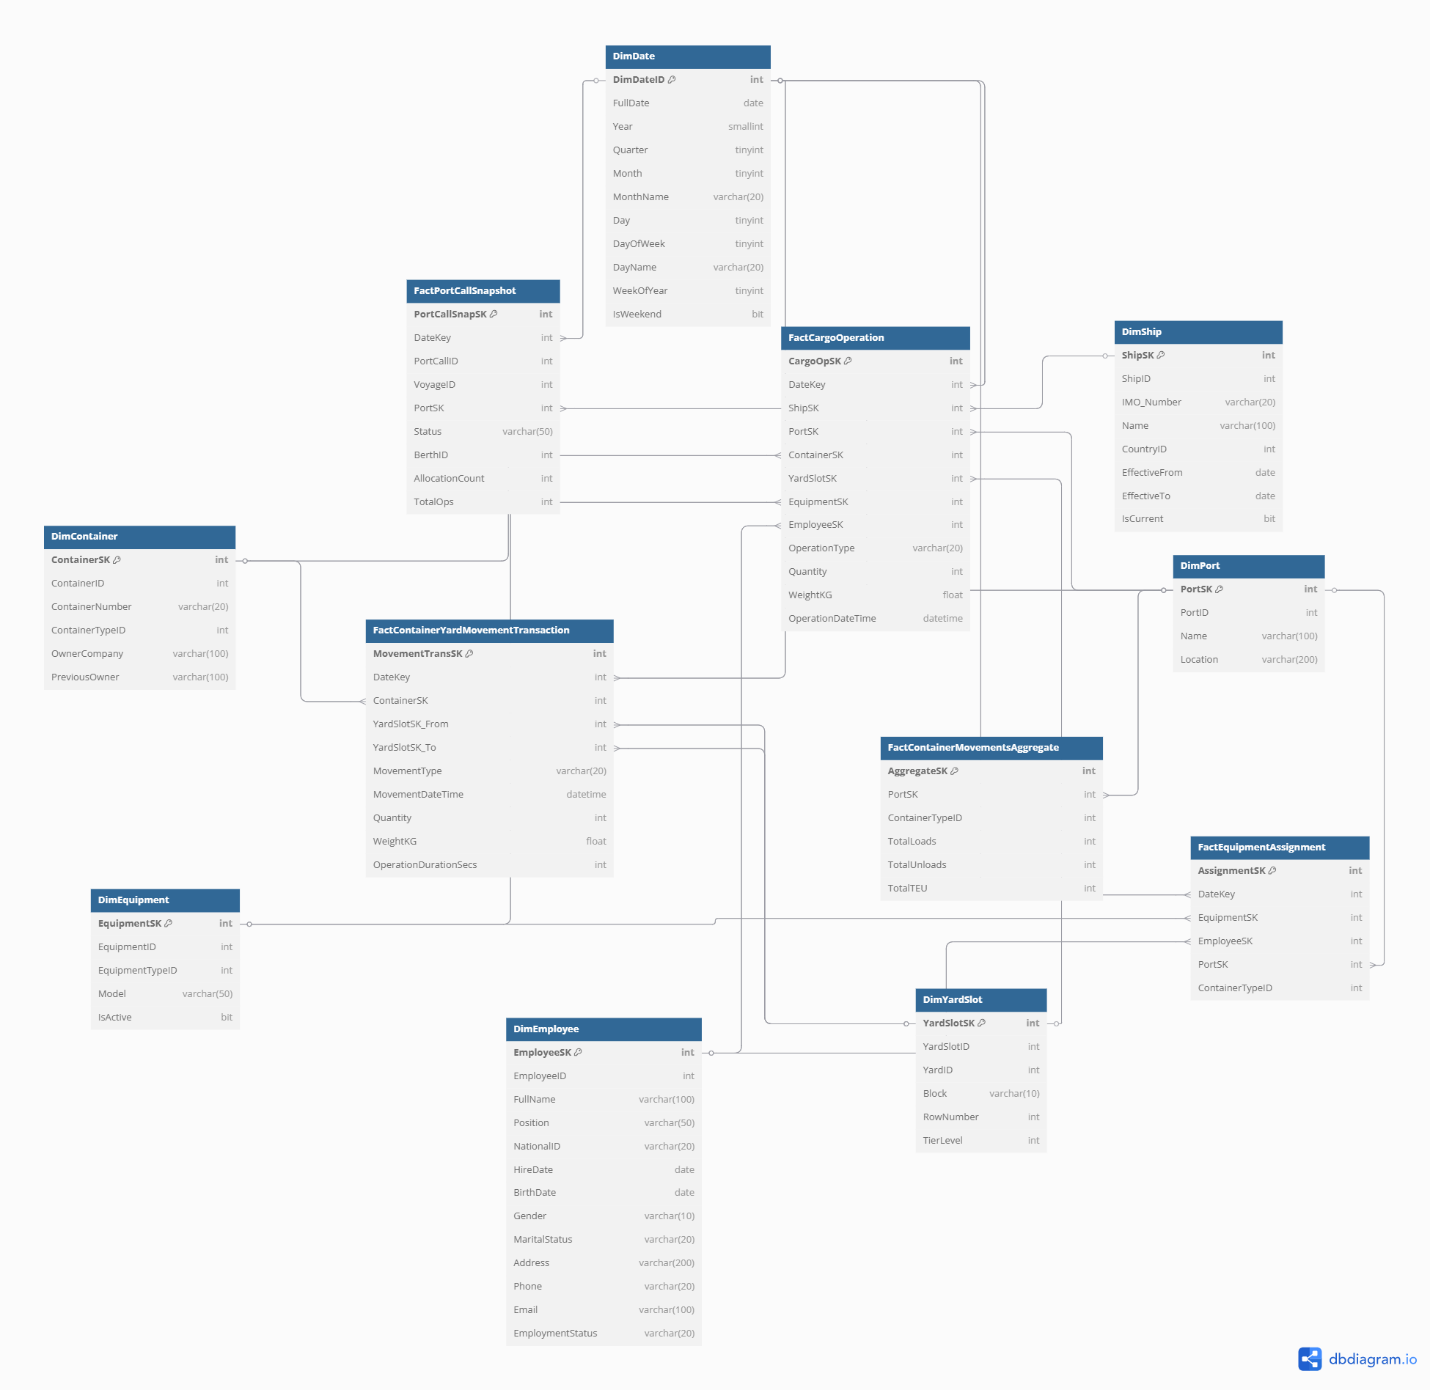 DimDate
DimDateID int
FullDate date
Year smallint
Quarter tinyint
Month tinyint
MonthName varchar(20)
Day tinyint
DayOfWeek tinyint
DayName varchar(20)
WeekOfYear tinyint
IsWeekend bit
FactPortCallSnapshot
PortCallSnapSK int
DateKey int
PortCallID int
VoyageID int
PortSK int
Status varchar(50)
BerthID int
AllocationCount int
TotalOps int
FactCargoOperation
CargoOpSK int
DateKey int
ShipSK int
PortSK int
ContainerSK int
YardSlotSK int
EquipmentSK int
EmployeeSK int
OperationType varchar(20)
Quantity int
WeightKG float
OperationDateTime datetime
DimShip
ShipSK int
ShipID int
IMO_Number varchar(20)
Name varchar(100)
CountryID int
EffectiveFrom date
EffectiveTo date
IsCurrent bit
DimContainer
ContainerSK int
ContainerID int
ContainerNumber varchar(20)
ContainerTypeID int
OwnerCompany varchar(100)
PreviousOwner varchar(100)
DimPort
PortSK int
PortID int
Name varchar(100)
Location varchar(200)
FactContainerYardMovementTransaction
MovementTransSK int
DateKey int
ContainerSK int
YardSlotSK_From int
YardSlotSK_To int
MovementType varchar(20)
MovementDateTime datetime
Quantity int
WeightKG float
OperationDurationSecs int
FactContainerMovementsAggregate
AggregateSK int
PortSK int
ContainerTypeID int
TotalLoads int
TotalUnloads int
TotalTEU int
FactEquipmentAssignment
AssignmentSK int
DateKey int
EquipmentSK int
EmployeeSK int
PortSK int
ContainerTypeID int
DimEquipment
EquipmentSK int
EquipmentID int
EquipmentTypeID int
Model varchar(50)
IsActive bit
DimYardSlot
YardSlotSK int
YardSlotID int
YardID int
Block varchar(10)
RowNumber int
TierLevel int
DimEmployee
EmployeeSK int
EmployeeID int
FullName varchar(100)
Position varchar(50)
NationalID varchar(20)
HireDate date
BirthDate date
Gender varchar(10)
MaritalStatus varchar(20)
Address varchar(200)
Phone varchar(20)
Email varchar(100)
EmploymentStatus varchar(20)
dbdiagram.io